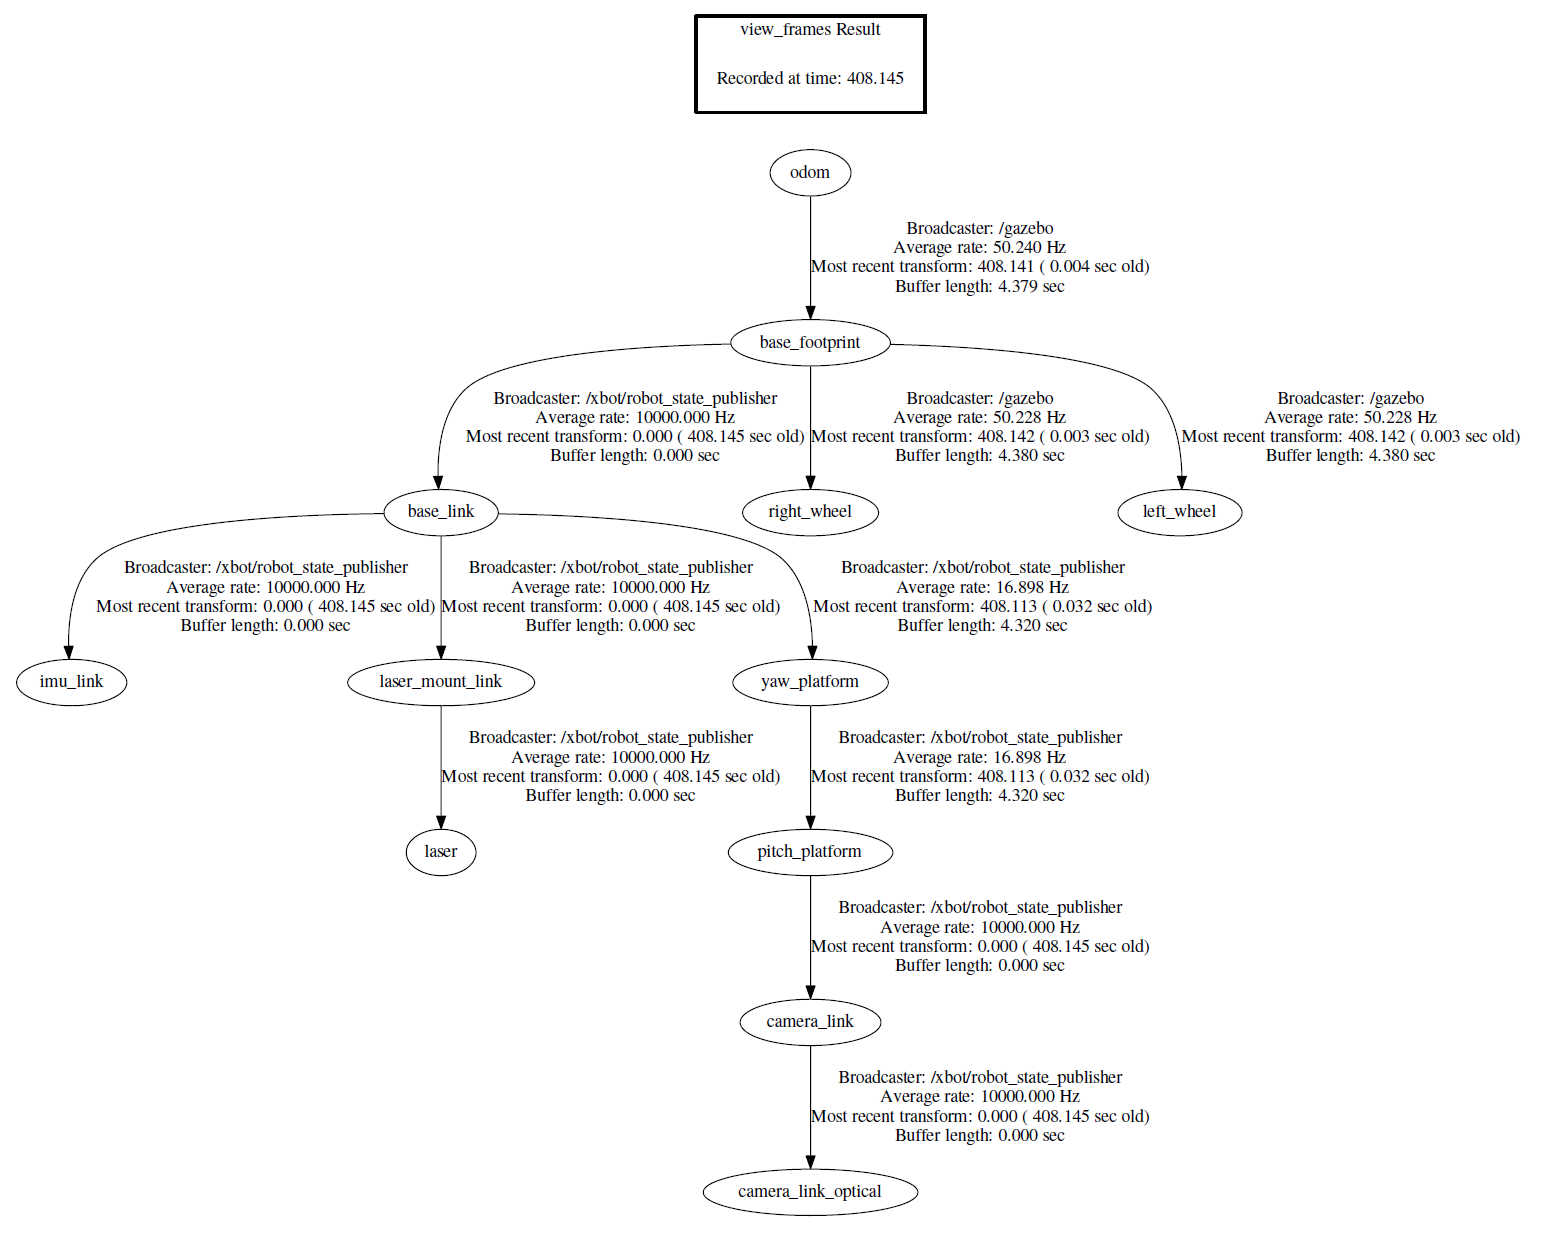 view_frames Result
Recorded at time: 408.145
odom
Broadcaster: /gazebo
Average rate: 50.240 Hz
Most recent transform: 408.141 ( 0.004 sec old)
Buffer length: 4.379 sec
base_footprint
Broadcaster: /xbot/robot_state_publisher
Average rate: 10000.000 Hz
Most recent transform: 0.000 ( 408.145 sec old)
Buffer length: 0.000 sec
Broadcaster: /gazebo
Average rate: 50.228 Hz
Most recent transform: 408.142 ( 0.003 sec old)
Buffer length: 4.380 sec
Broadcaster: /gazebo
Average rate: 50.228 Hz
Most recent transform: 408.142 ( 0.003 sec old)
Buffer length: 4.380 sec
base_link
right_wheel
left_wheel
Broadcaster: /xbot/robot_state_publisher
Average rate: 10000.000 Hz
Most recent transform: 0.000 ( 408.145 sec old)
Buffer length: 0.000 sec
Broadcaster: /xbot/robot_state_publisher
Average rate: 10000.000 Hz
Most recent transform: 0.000 ( 408.145 sec old)
Buffer length: 0.000 sec
Broadcaster: /xbot/robot_state_publisher
Average rate: 16.898 Hz
Most recent transform: 408.113 ( 0.032 sec old)
Buffer length: 4.320 sec
imu_link
laser_mount_link
yaw_platform
Broadcaster: /xbot/robot_state_publisher
Average rate: 10000.000 Hz
Most recent transform: 0.000 ( 408.145 sec old)
Buffer length: 0.000 sec
Broadcaster: /xbot/robot_state_publisher
Average rate: 16.898 Hz
Most recent transform: 408.113 ( 0.032 sec old)
Buffer length: 4.320 sec
laser
pitch_platform
Broadcaster: /xbot/robot_state_publisher
Average rate: 10000.000 Hz
Most recent transform: 0.000 ( 408.145 sec old)
Buffer length: 0.000 sec
camera_link
Broadcaster: /xbot/robot_state_publisher
Average rate: 10000.000 Hz
Most recent transform: 0.000 ( 408.145 sec old)
Buffer length: 0.000 sec
camera_link_optical